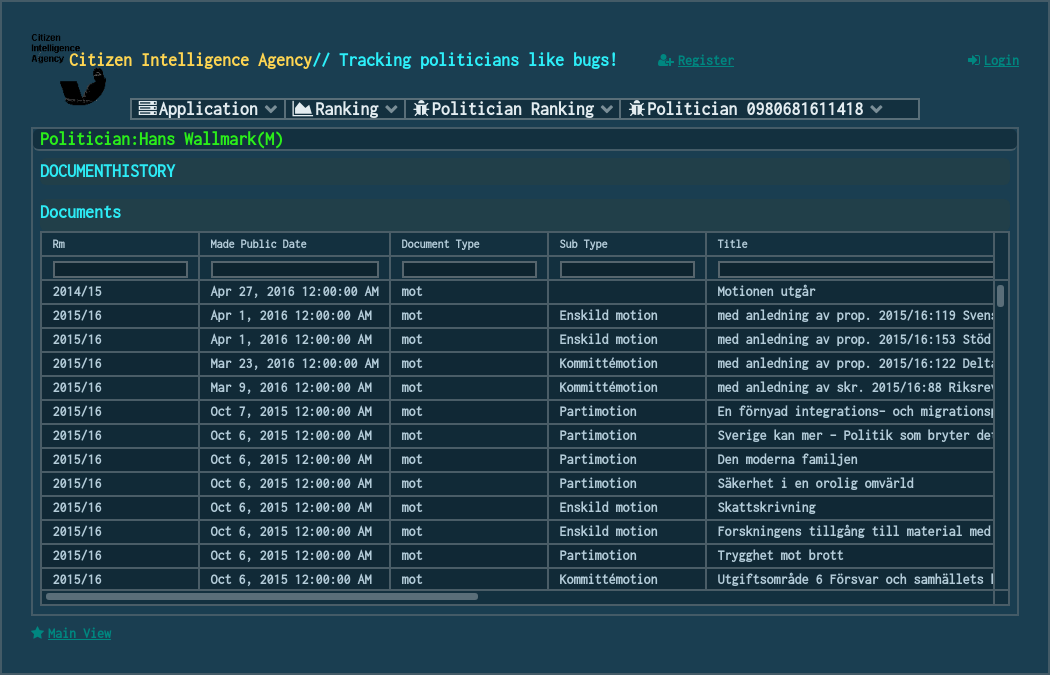 Citizen
Intelligence
Agency
Citizen Intelligence Agency// Tracking politicians like bugs!
Register
Login
Application
Ranking
Politician Ranking
Politician 0980681611418
Politician:Hans Wallmark(M)
DOCUMENTHISTORY
Documents
Rm Made Public Date Document Type Sub Type Title
2014/15 Apr 27, 2016 12:00:00 AM mot Motionen utgår
2015/16 Apr 1, 2016 12:00:00 AM mot Enskild motion med anledning av prop. 2015/16:119 Svens
2015/16 Apr 1, 2016 12:00:00 AM mot Enskild motion med anledning av prop. 2015/16:153 Stöd
2015/16 Mar 23, 2016 12:00:00 AM mot Kommittémotion med anledning av prop. 2015/16:122 Delta
2015/16 Mar 9, 2016 12:00:00 AM mot Kommittémotion med anledning av skr. 2015/16:88 Riksrev
2015/16 Oct 7, 2015 12:00:00 AM mot Partimotion En förnyad integrations- och migrationsp
2015/16 Oct 6, 2015 12:00:00 AM mot Partimotion Sverige kan mer – Politik som bryter det
2015/16 Oct 6, 2015 12:00:00 AM mot Partimotion Den moderna familjen
2015/16 Oct 6, 2015 12:00:00 AM mot Partimotion Säkerhet i en orolig omvärld
2015/16 Oct 6, 2015 12:00:00 AM mot Enskild motion Skattskrivning
2015/16 Oct 6, 2015 12:00:00 AM mot Enskild motion Forskningens tillgång till material med
2015/16 Oct 6, 2015 12:00:00 AM mot Partimotion Trygghet mot brott
2015/16 Oct 6, 2015 12:00:00 AM mot Kommittémotion Utgiftsområde 6 Försvar och samhällets
Main View